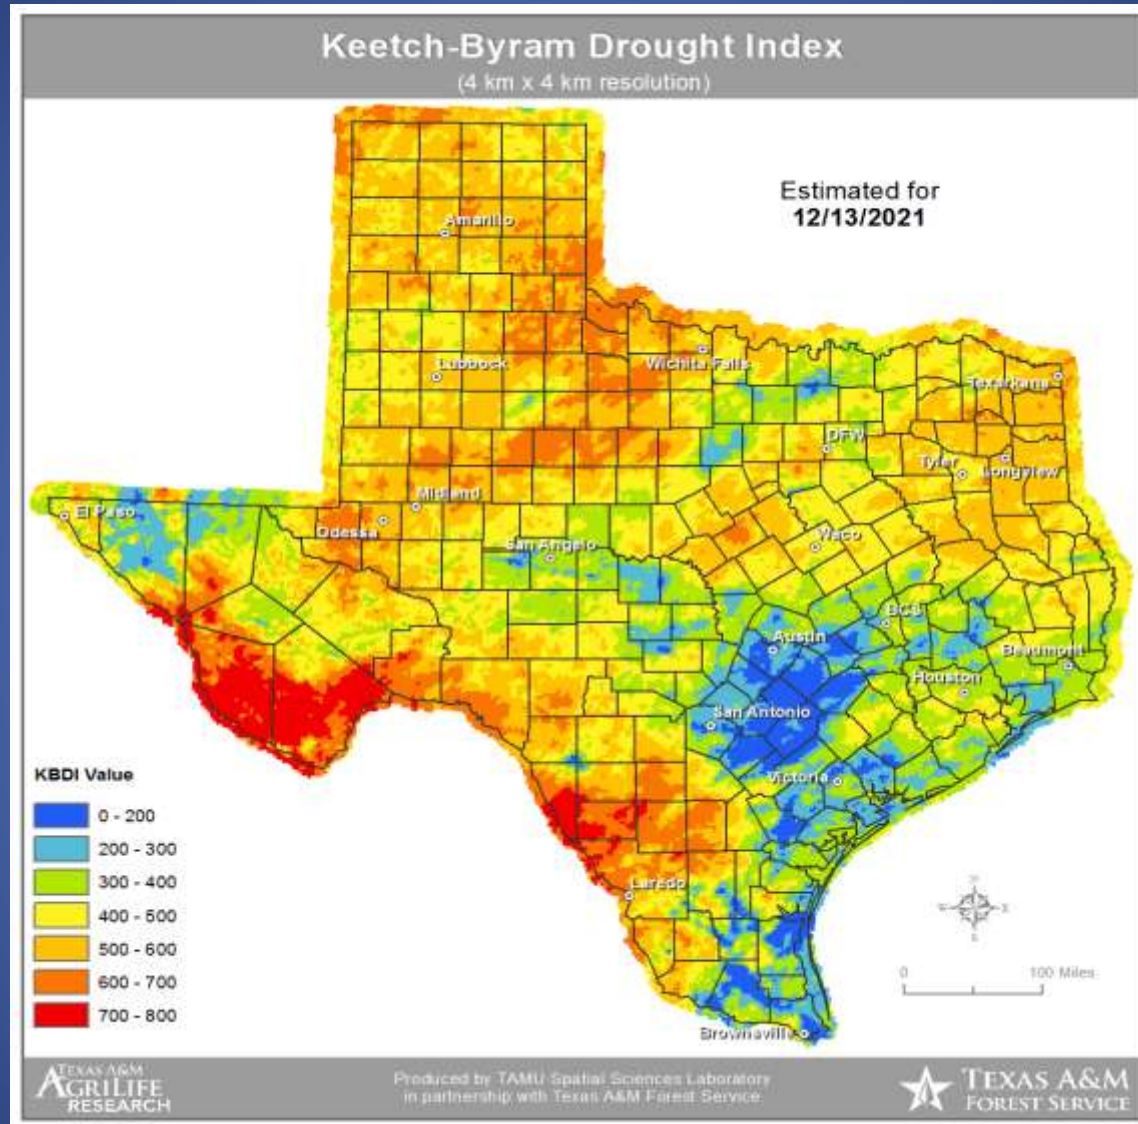 Keetch-Byram Drought Index
(4 km x 4 km resolution)
Estimated for
12/13/2021
Amarillo
Lubbock
Wichita Falls
Texarkana
DFW
Tyler
Longview
Midland
El Paso
Odessa
San Angelo
Waco
BCS
Austin
Beaumont
Houston
San Antonio
Victoria
KBDI Value
0 - 200
200 - 300
300 - 400
400 - 500
500 - 600
600 - 700
700 - 800
Laredo
Brownsville
0 100 Miles
TEXAS A&M
AGRILIFE
RESEARCH
Produced by TAMU Spatial Sciences Laboratory
in partnership with Texas A&M Forest Service
TEXAS A&M
FOREST SERVICE